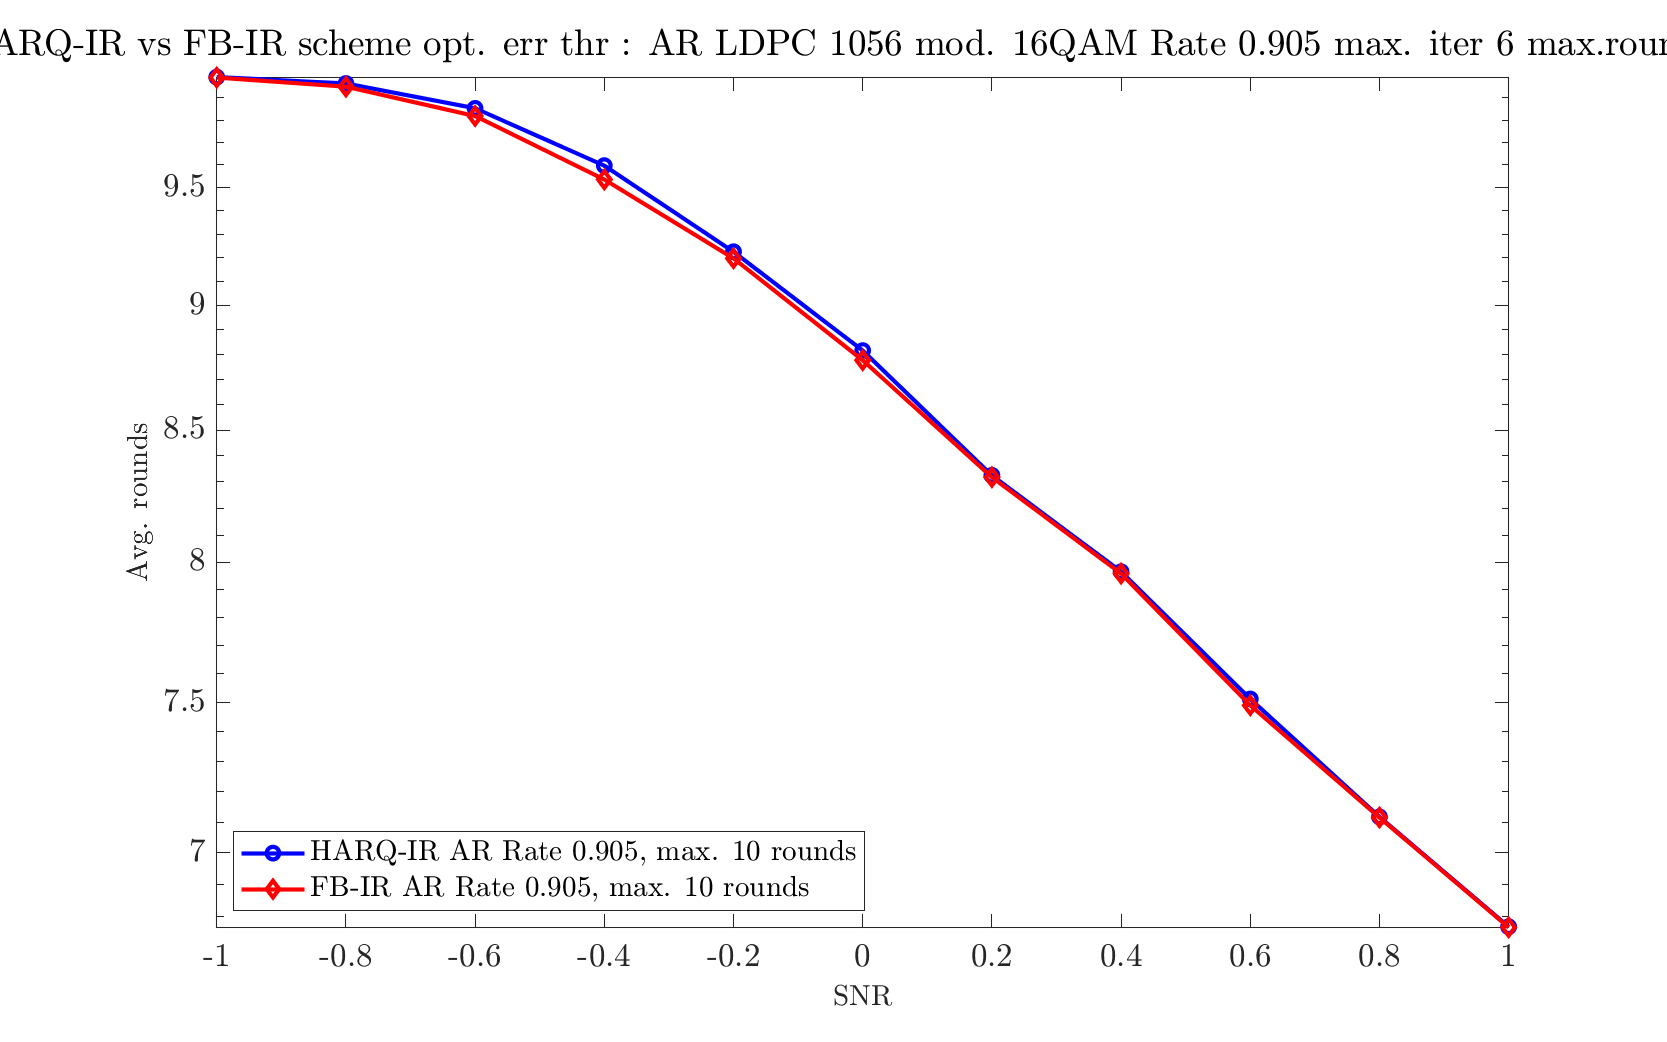 ARQ-IR vs FB-IR scheme opt. err thr : AR LDPC 1056 mod. 16QAM Rate 0.905 max. iter 6 max.roun
9.5
9
8.5
8
7.5
7
Avg. rounds
HARQ-IR AR Rate 0.905, max. 10 rounds
FB-IR AR Rate 0.905, max. 10 rounds
-1 -0.8 -0.6 -0.4 -0.2 0 0.2 0.4 0.6 0.8 1
SNR